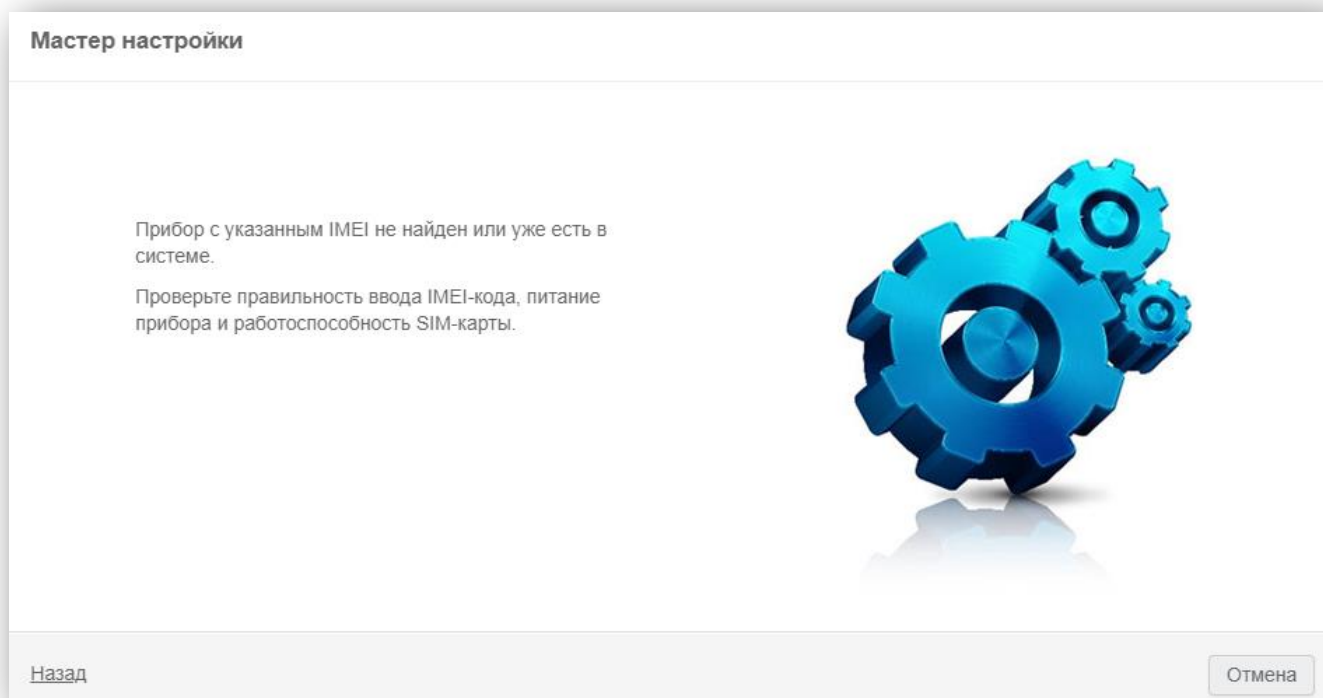 Мастер настройки
Прибор с указанным IMEI не найден или уже есть в
системе.
Проверьте правильность ввода IMEI-кода, питание
прибора и работоспособность SIM-карты.
Назад
Отмена